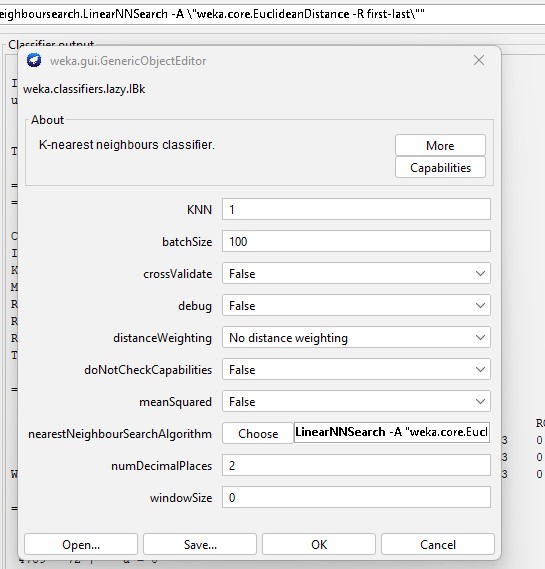 eighboursearch.LinearNNSearch -A \"weka.core.EuclideanDistance -R first-last\""
Classifier output
weka.gui.GenericObjectEditor
weka.classifiers.lazy.IBk
About
K-nearest neighbours classifier.
More
Capabilities
KNN 1
batchSize 100
crossValidate False
debug False
distanceWeighting No distance weighting
doNotCheckCapabilities False
meanSquared False
nearestNeighbourSearchAlgorithm Choose LinearNNSearch -A "weka.core.Eucl
numDecimalPlaces 2
windowSize 0
Open... Save... OK Cancel